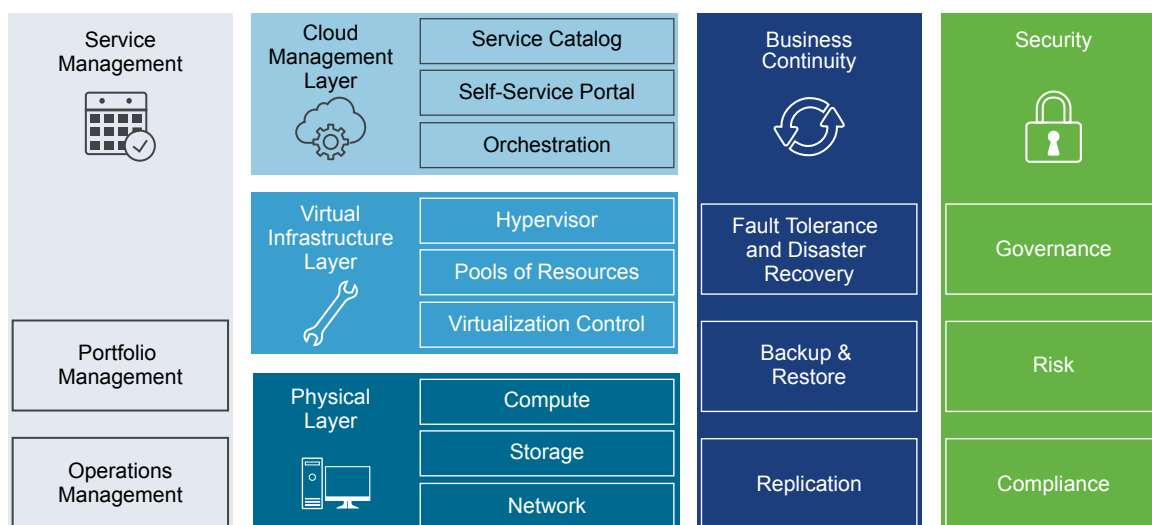 Service
Management
Portfolio
Management
Operations
Management
Cloud
Management
Layer
Service Catalog
Self-Service Portal
Orchestration
Virtual
Infrastructure
Layer
Hypervisor
Pools of Resources
Virtualization Control
Physical
Layer
Compute
Storage
Network
Business
Continuity
Fault Tolerance
and Disaster
Recovery
Backup &
Restore
Replication
Security
Governance
Risk
Compliance